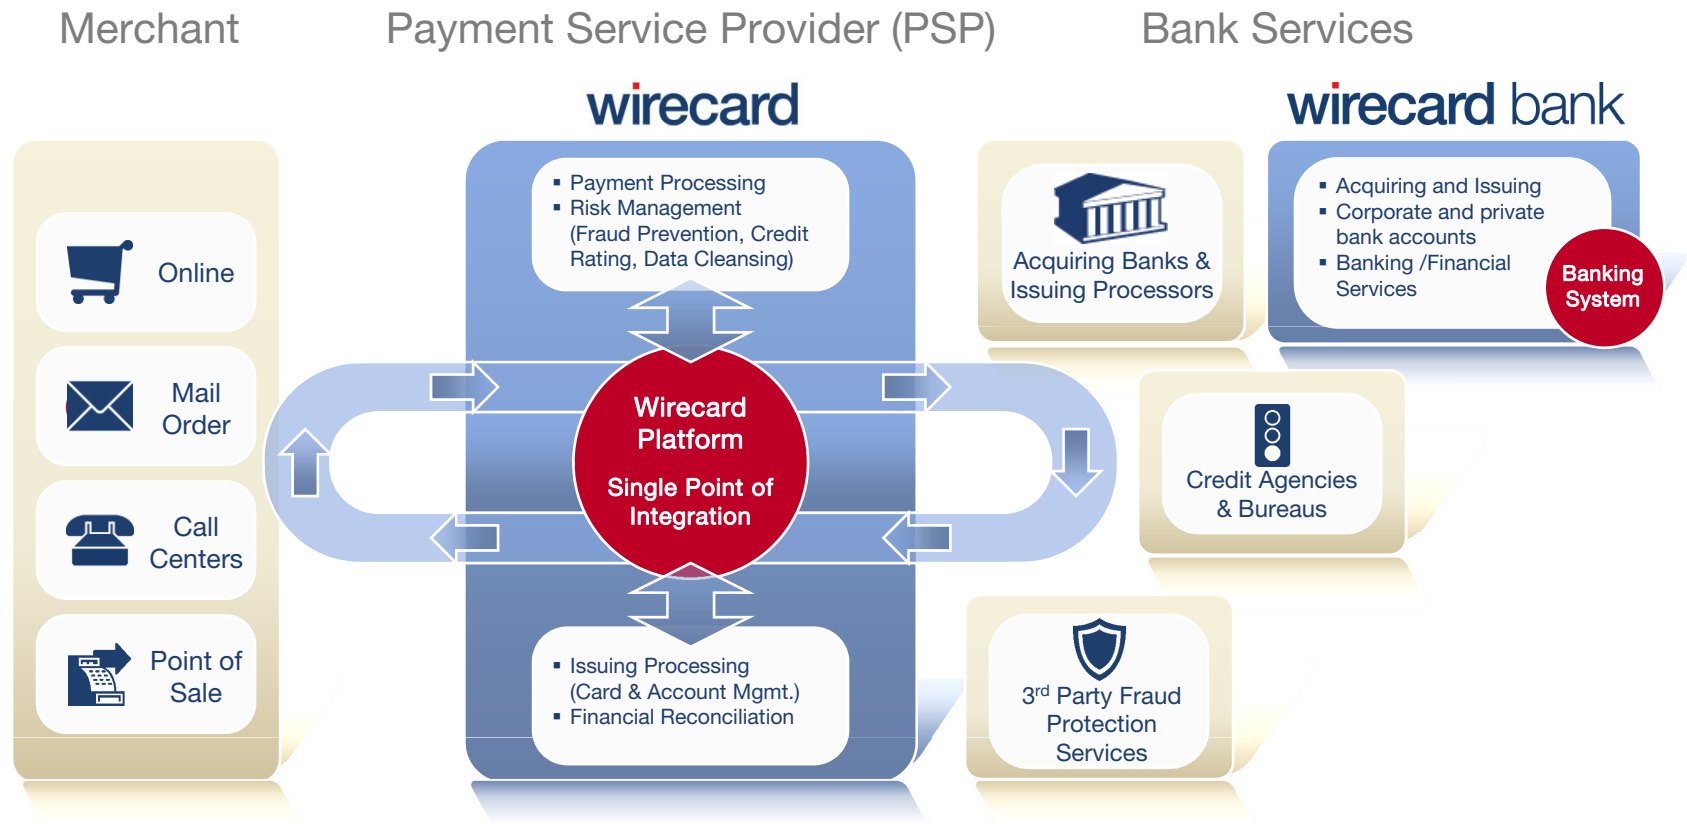 Merchant
Payment Service Provider (PSP)
Bank Services
wirecard
wirecard bank
Online
Mail
Order
Call
Centers
Point of
Sale
▪ Payment Processing
▪ Risk Management
(Fraud Prevention, Credit
Rating, Data Cleansing)
Wirecard
Platform
Single Point of
Integration
▪ Issuing Processing
(Card & Account Mgmt.)
▪ Financial Reconciliation
Acquiring Banks &
Issuing Processors
▪ Acquiring and Issuing
▪ Corporate and private
bank accounts
▪ Banking /Financial
Services
Banking
System
Credit Agencies
& Bureaus
3rd Party Fraud
Protection
Services